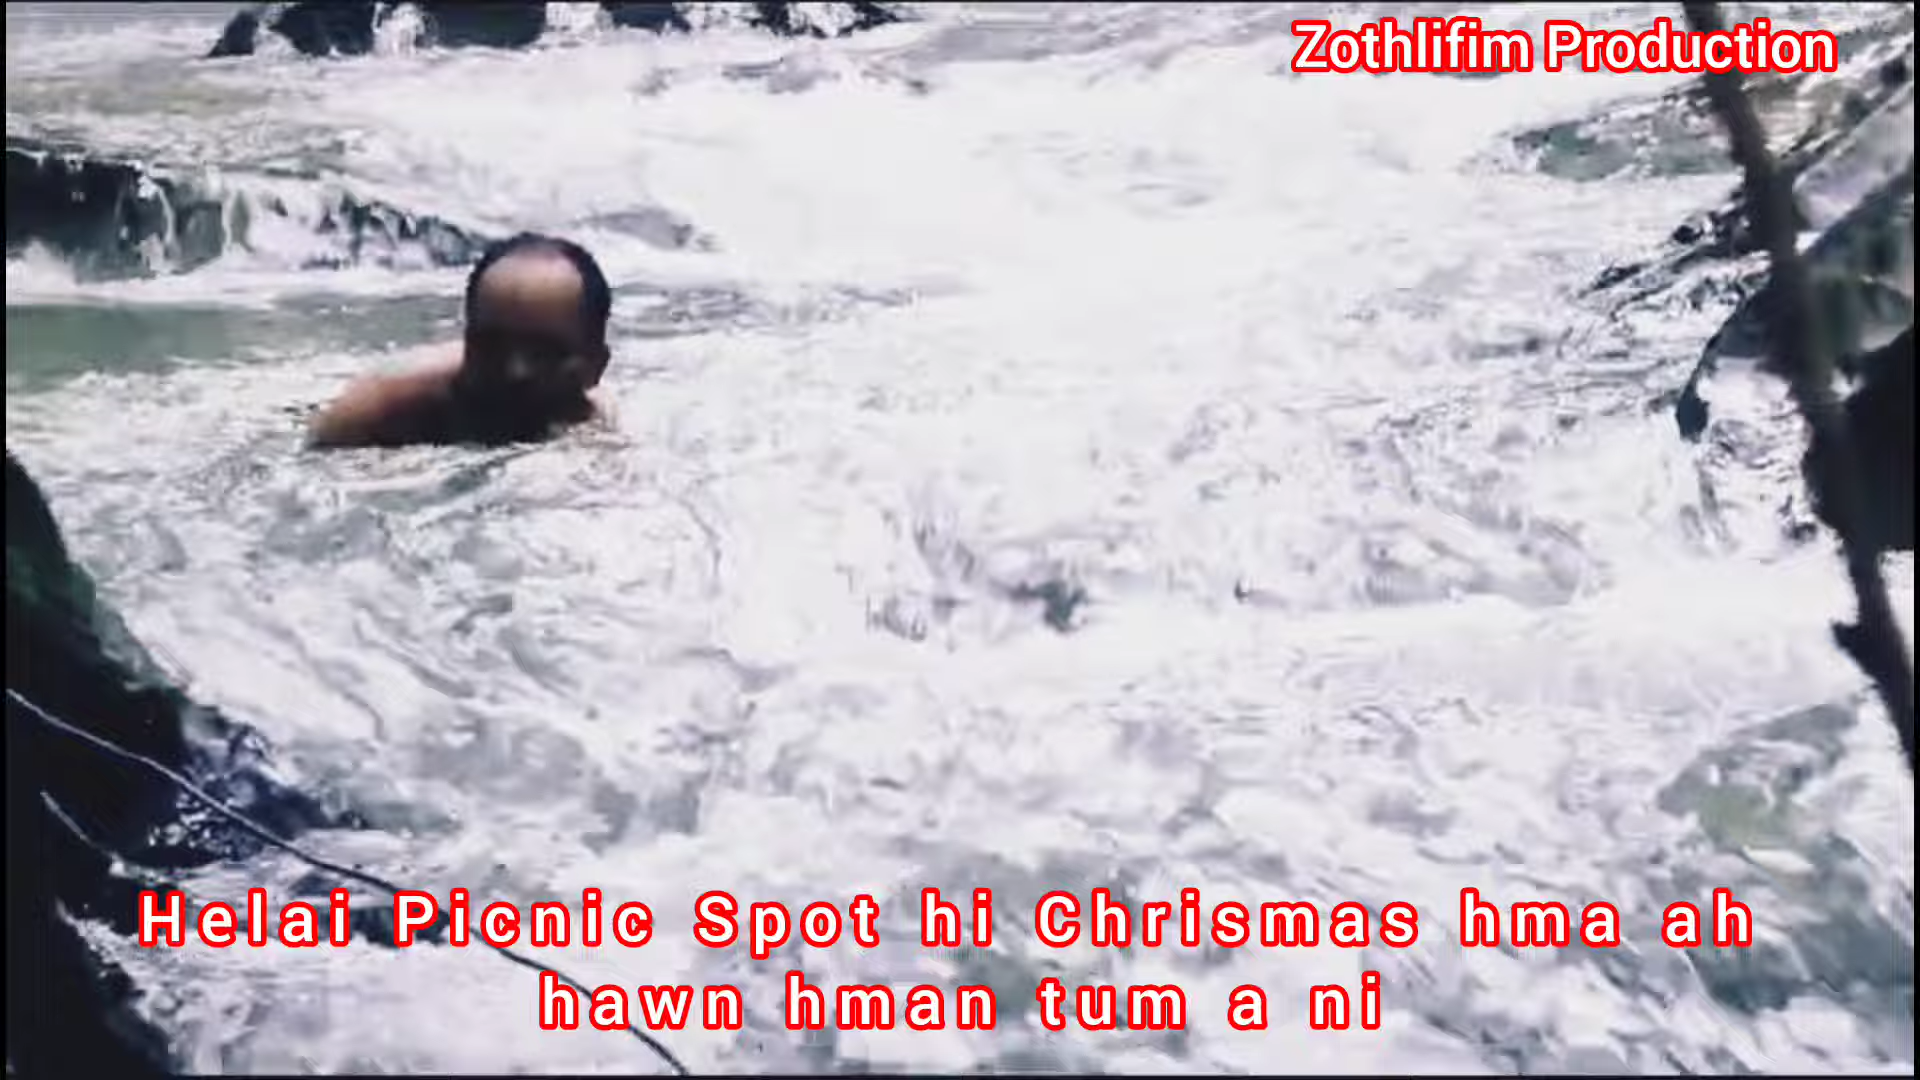 Zothlifim Production
Helai Picnic Spot hi Chrismas hma ah
hawn hman tum a ni